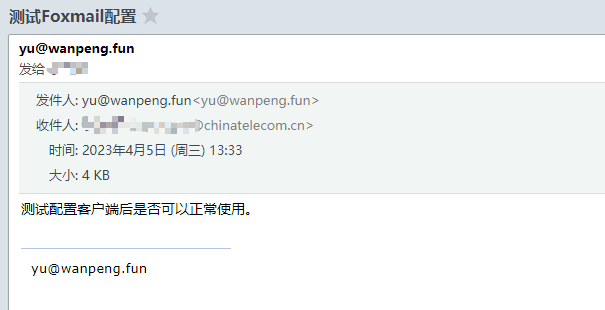 测试Foxmail配置
yu@wanpeng.fun
发给
发件人: yu@wanpeng.fun<yu@wanpeng.fun>
收件人: @chinatelecom.cn>
时间: 2023年4月5日 (周三) 13:33
大小: 4 KB
测试配置客户端后是否可以正常使用。
yu@wanpeng.fun